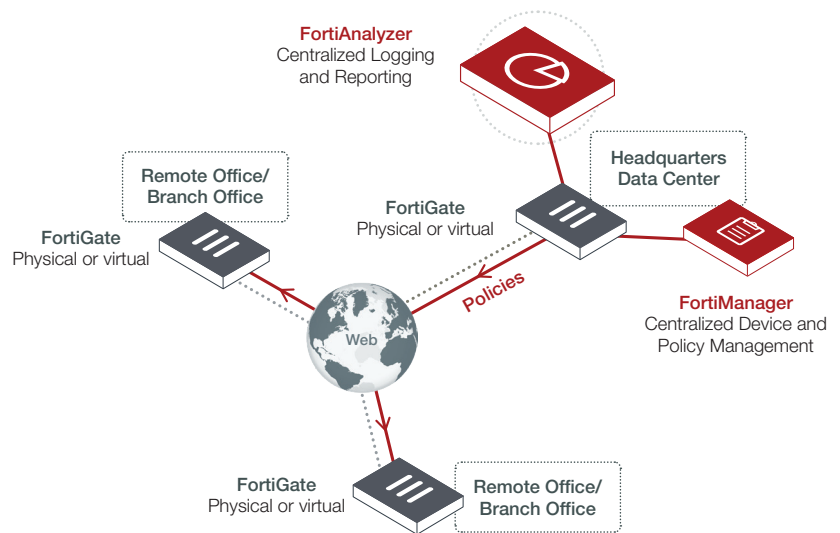 FortiAnalyzer
Centralized Logging
and Reporting
Headquarters
Data Center
Remote Office/
Branch Office
FortiGate
Physical or virtual
FortiGate
Physical or virtual
Policies
FortiManager
Centralized Device and
Policy Management
Web
FortiGate
Physical or virtual
Remote Office/
Branch Office